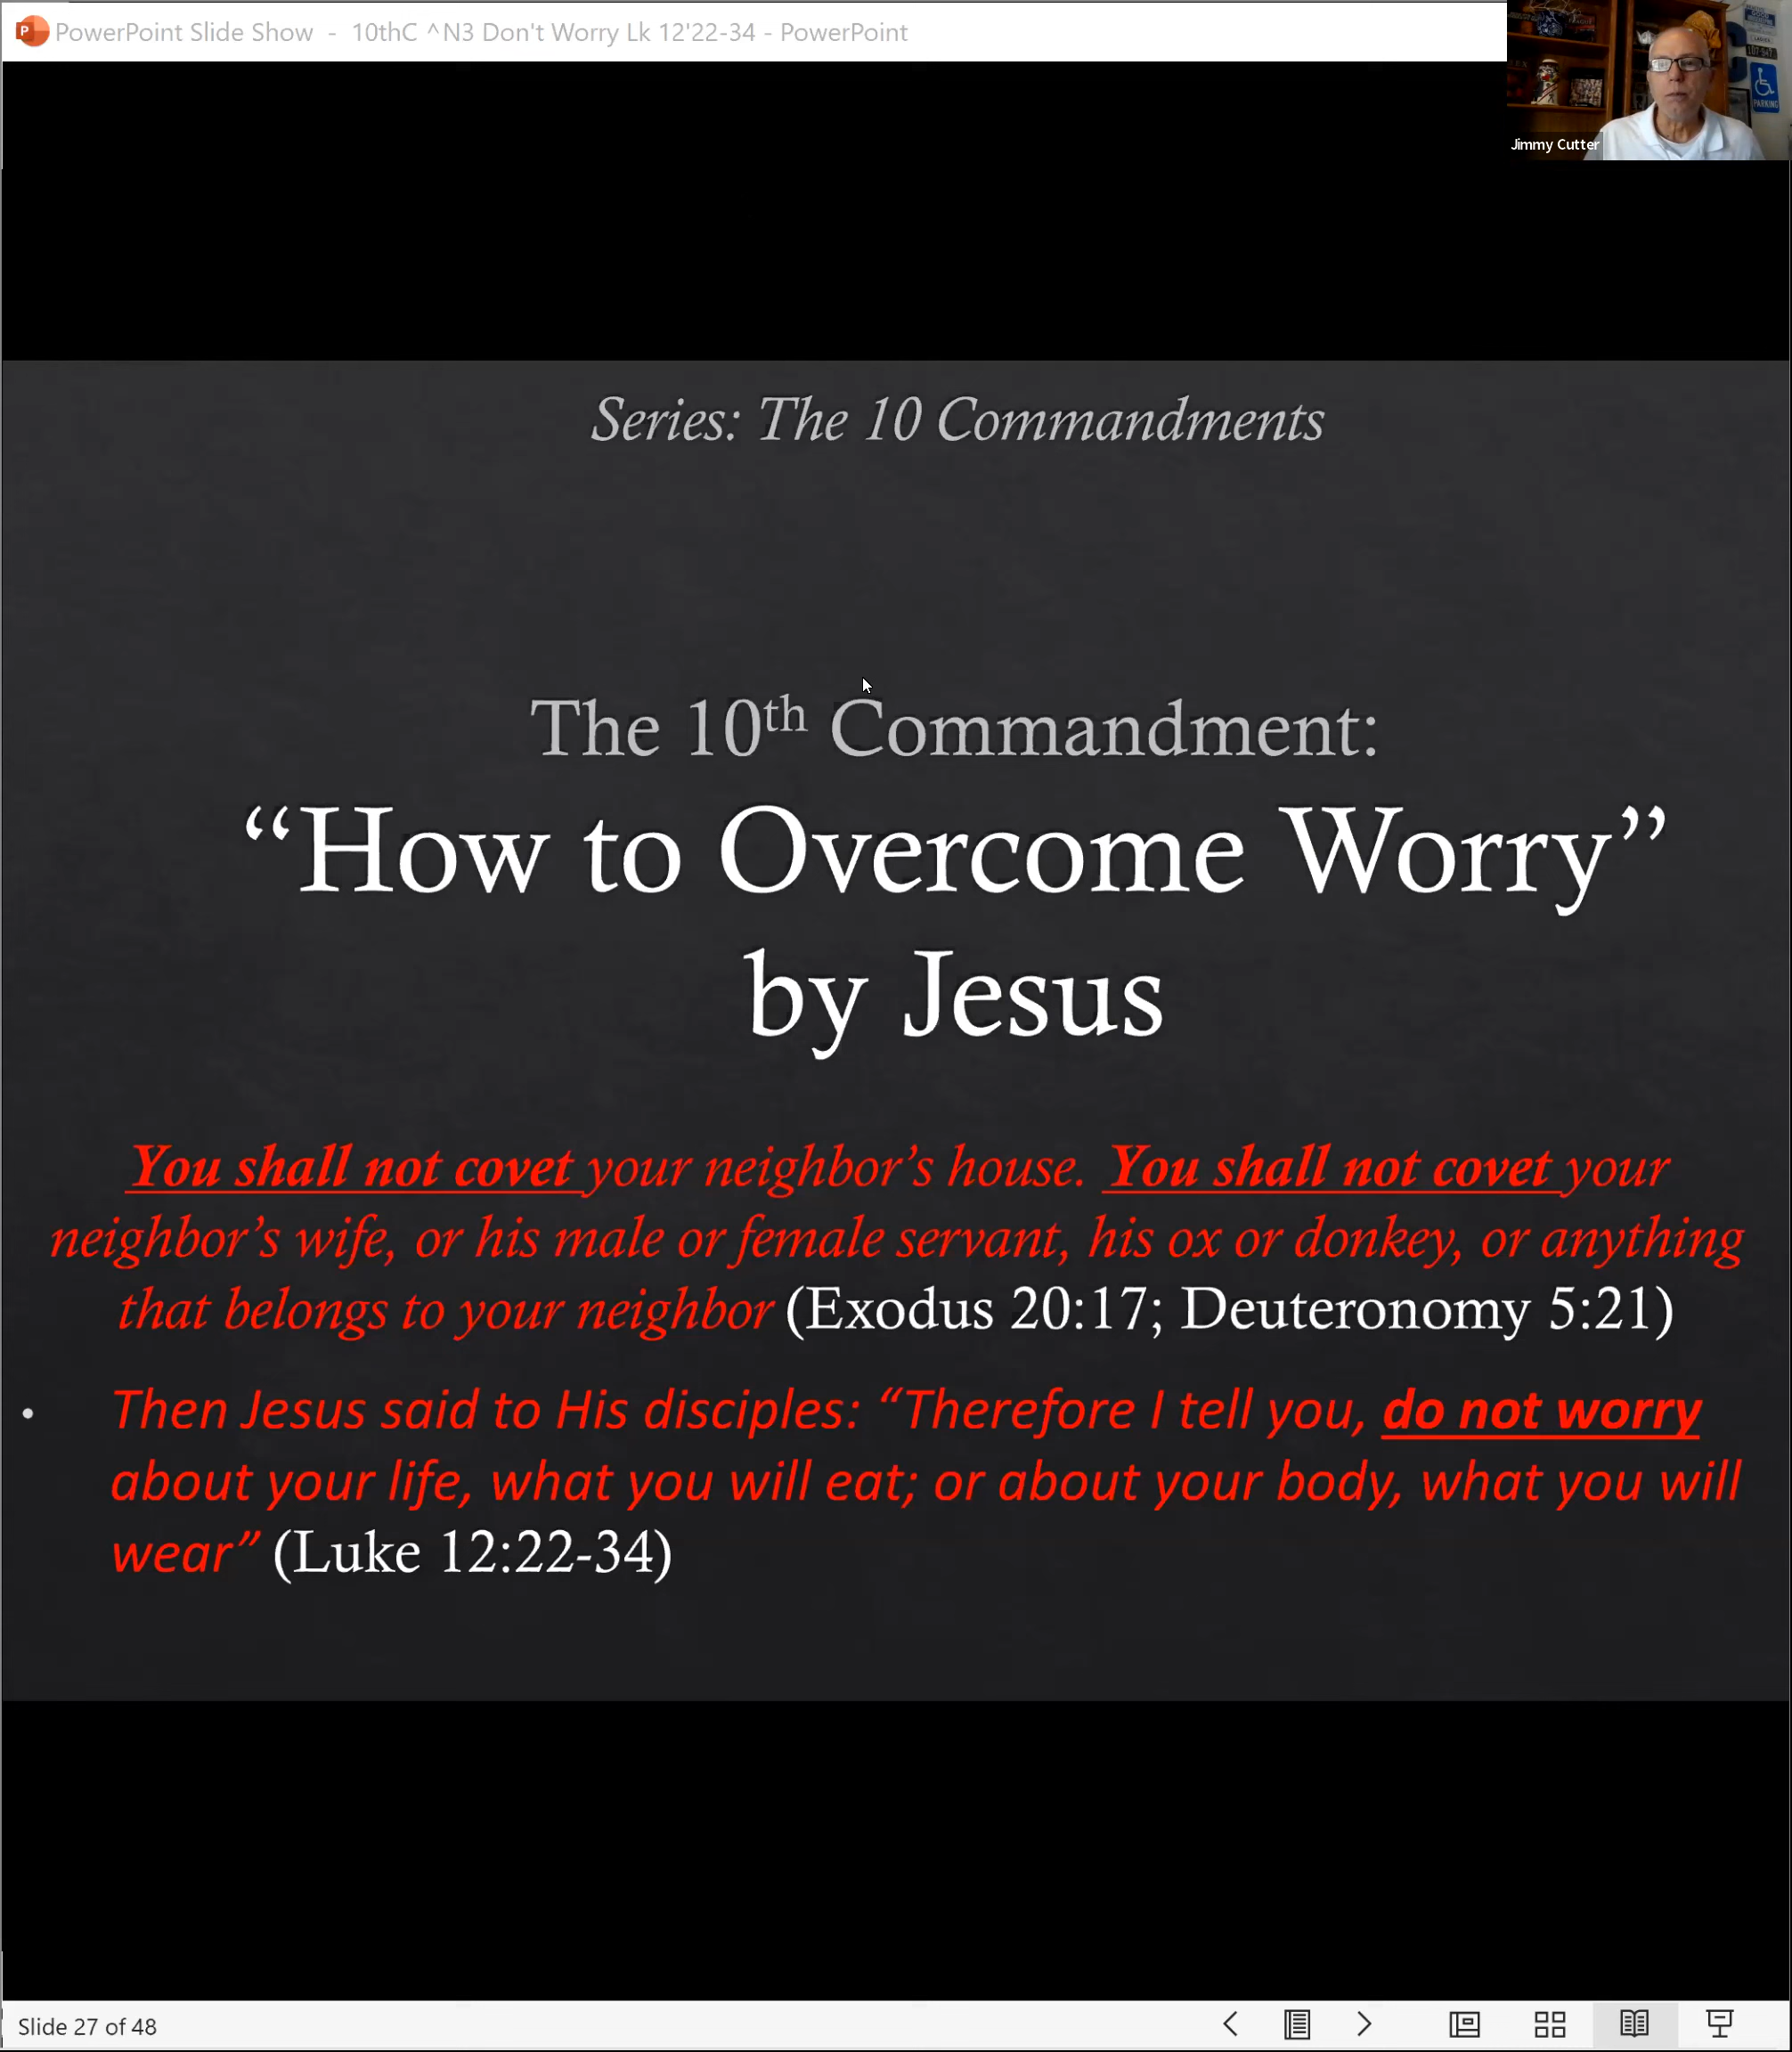 PowerPoint Slide Show - 10thC ^N3 Don't Worry Lk 12'22-34 - PowerPoint
PARKING
Jimmy Cutter
Series: The 10 Commandments
The 10th Commandment:
“How to Overcome Worry”
by Jesus
You shall not covet your neighbor’s house. You shall not covet your
neighbor’s wife, or his male or female servant, his ox or donkey, or anything
that belongs to your neighbor (Exodus 20:17; Deuteronomy 5:21)
• Then Jesus said to His disciples: “Therefore I tell you, do not worry
about your life, what you will eat; or about your body, what you will
wear” (Luke 12:22-34)
Slide 27 of 48